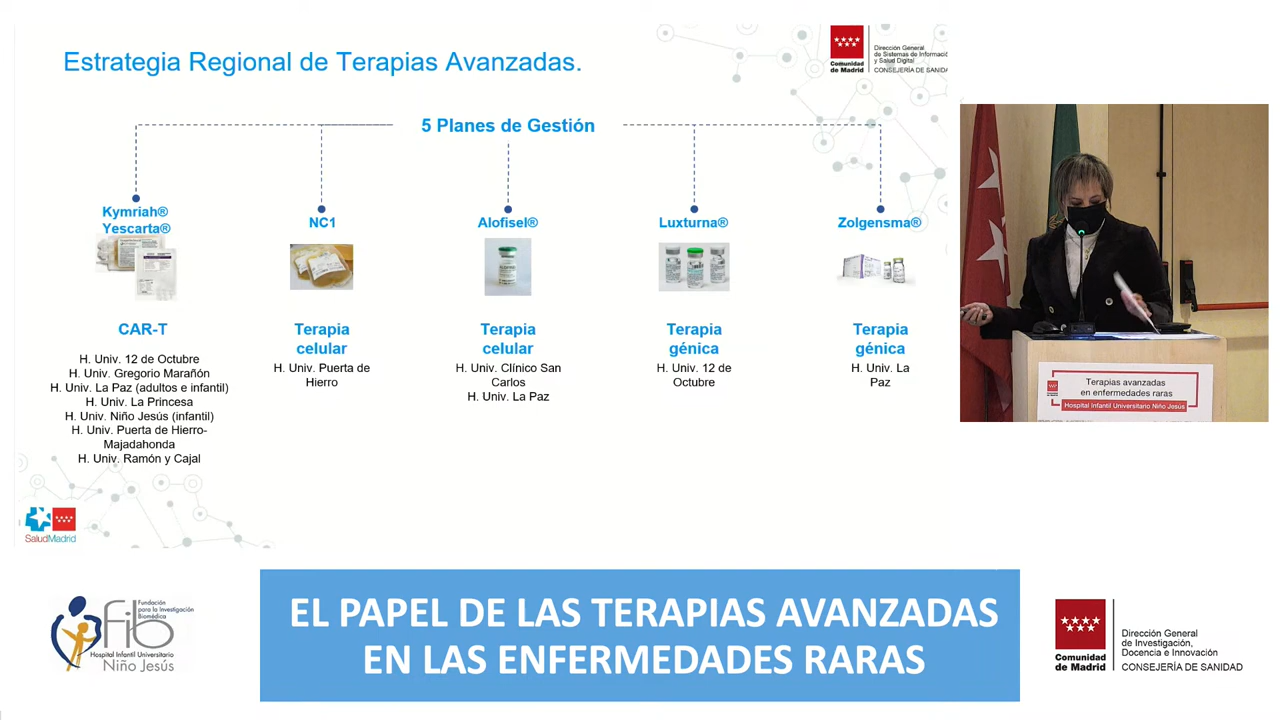 Estrategia Regional de Terapias Avanzadas.
Comunidad
de Madrid
Dirección General
de Sistemas de Informació
y Salud Digital
CONSEJERÍA DE SANIDA
5 Planes de Gestión
Kymriah®
Yescarta®
CAR-T
H. Univ. 12 de Octubre
H. Univ. Gregorio Marañón
H. Univ. La Paz (adultos e infantil)
H. Univ. La Princesa
H. Univ. Niño Jesús (infantil)
H. Univ. Puerta de Hierro-
Majadahonda
H. Univ. Ramón y Cajal
NC1
Terapia
celular
H. Univ. Puerta de
Hierro
Alofisel®
Terapia
celular
H. Univ. Clínico San
Carlos
H. Univ. La Paz
Luxturna®
Terapia
génica
H. Univ. 12 de
Octubre
Zolgensma®
Terapia
génica
H. Univ. La
Paz
SaludMadrid
Terapias avanzadas
en enfermedades raras
Hospital Infantil Universitario Niño Jesús
fib
Fundación
para la Investigación
Biomédica
Hospital Infantil Universitario
Niño Jesús
EL PAPEL DE LAS TERAPIAS AVANZADAS
EN LAS ENFERMEDADES RARAS
Comunidad
de Madrid
Dirección General
de Investigación,
Docencia e Innovación
CONSEJERÍA DE SANIDAD